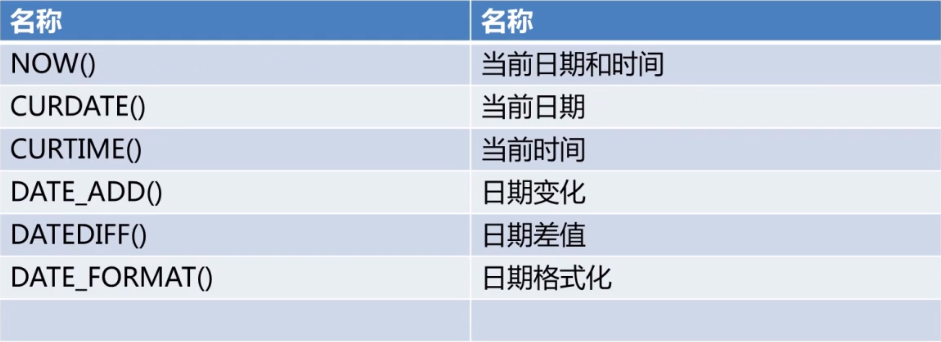 名称 名称
NOW() 当前日期和时间
CURDATE() 当前日期
CURTIME() 当前时间
DATE_ADD() 日期变化
DATEDIFF() 日期差值
DATE_FORMAT() 日期格式化